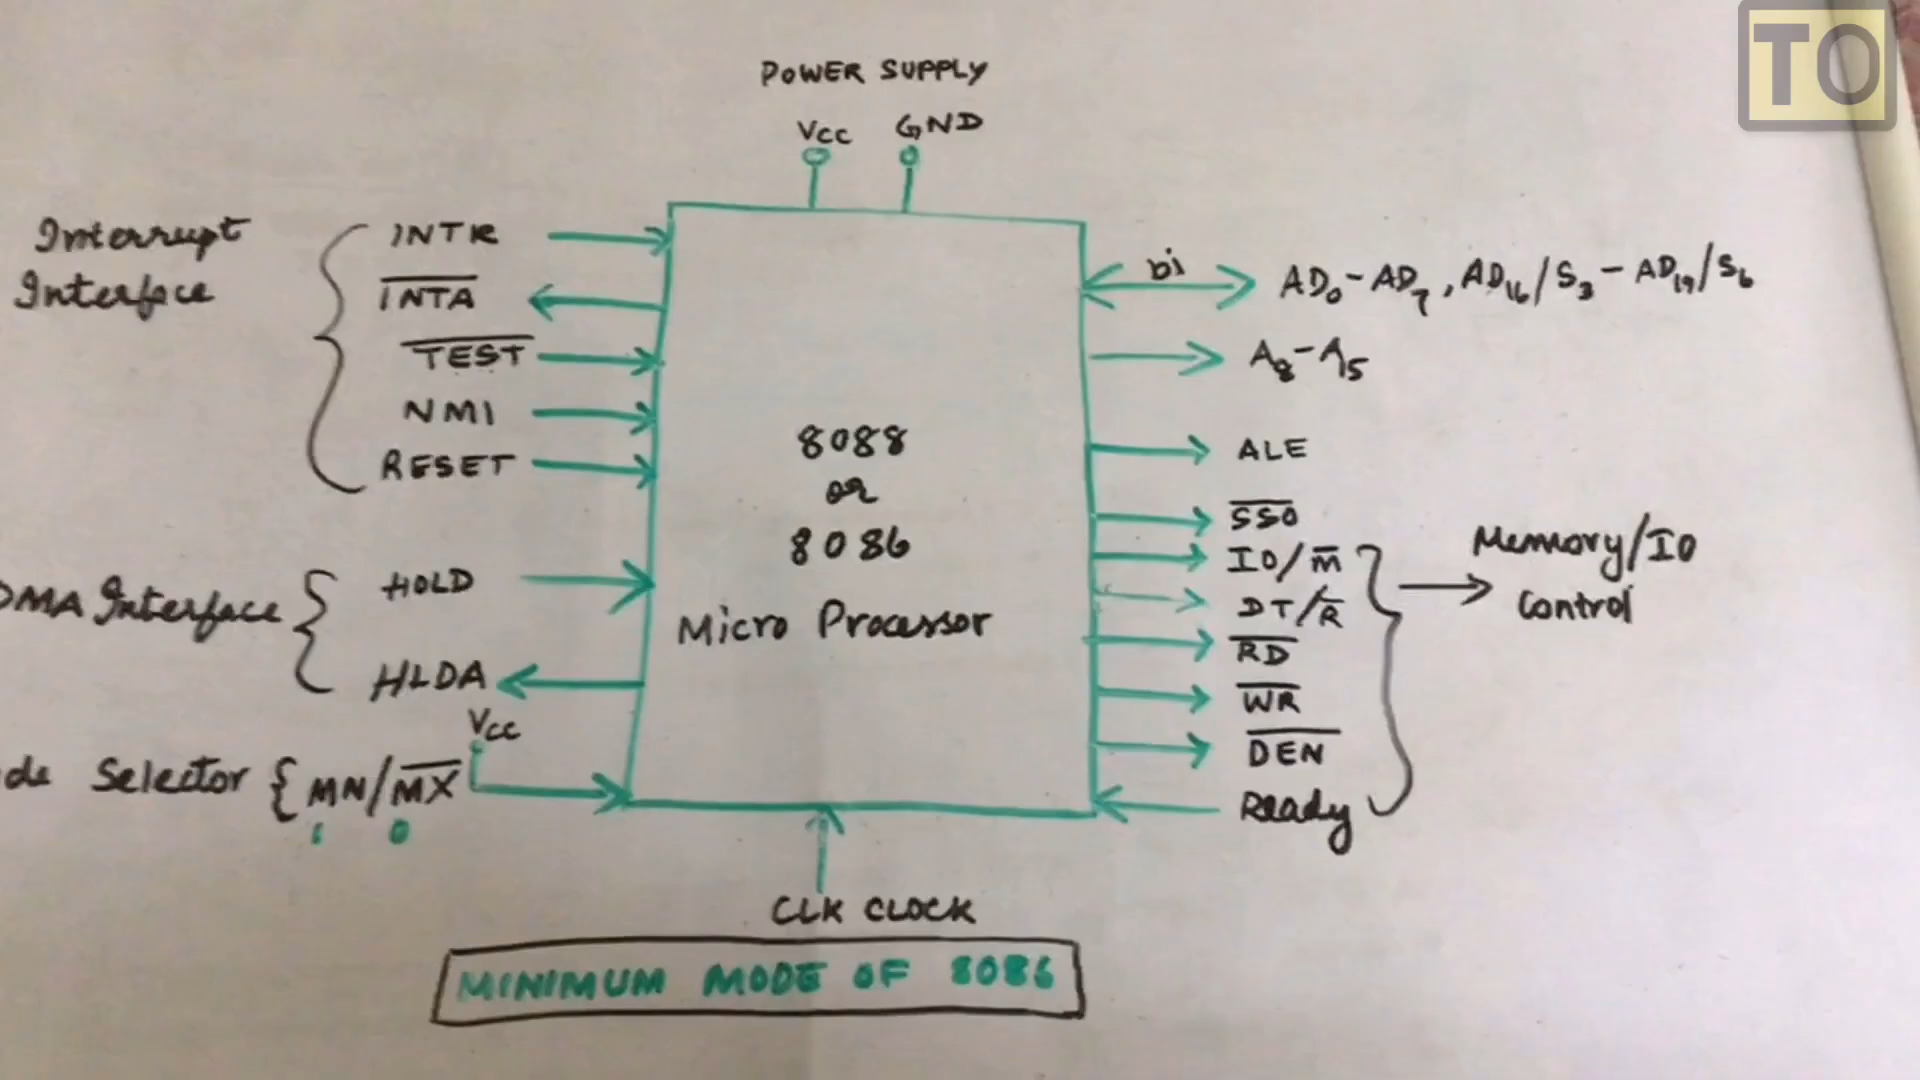 TO
POWER SUPPLY
Vcc GND
Interrupt
Interface
INTR
INTA
TEST
NMI
RESET
DMA Interface
HOLD
HLDA
Vcc
de Selector { MN/MX
1 0
8088
or
8086
Micro Processor
bi
AD0-AD7, AD16/S3-AD19/S6
A8-A15
ALE
SSO
IO/M
DT/R
RD
WR
DEN
Ready
Memory/IO
Control
CLK CLOCK
MINIMUM MODE OF 8086